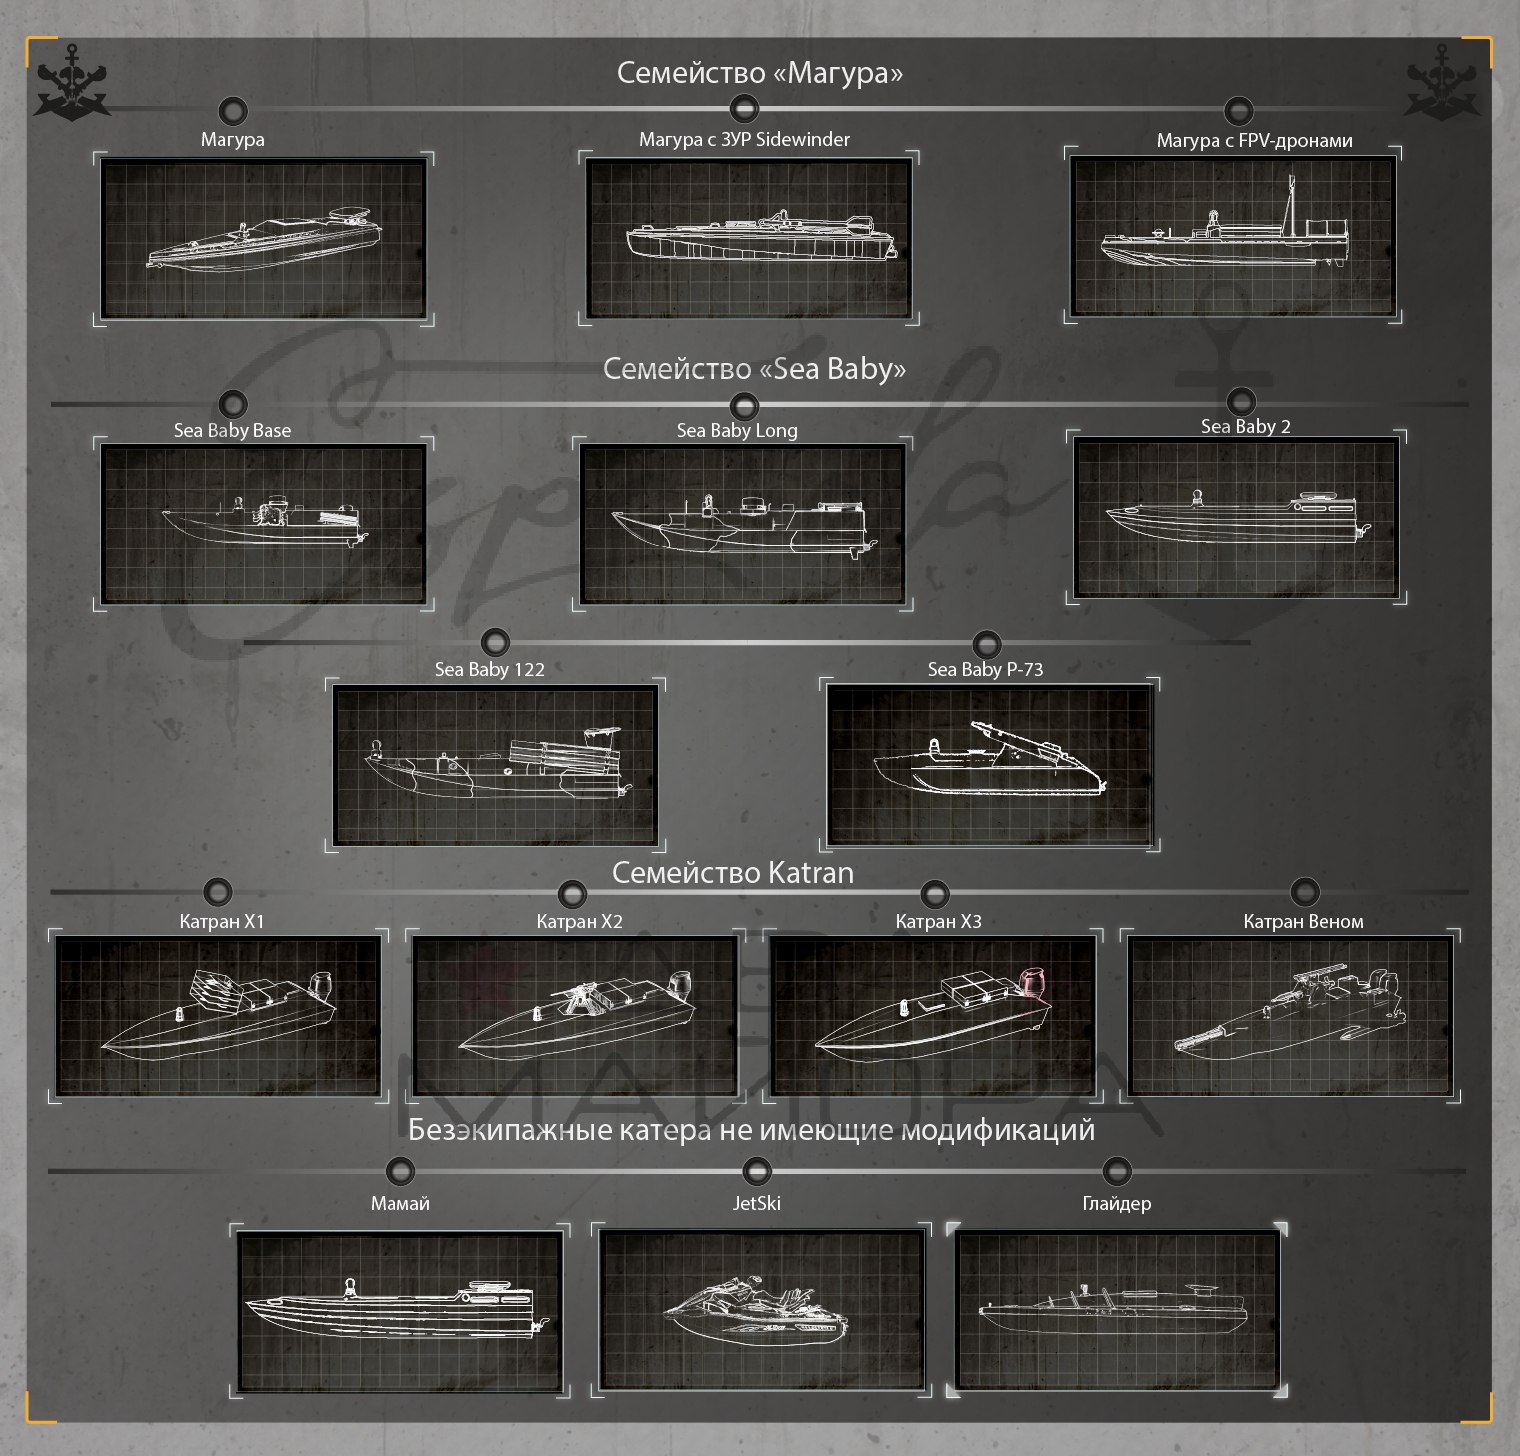 Семейство «Магура»
Магура
Магура с ЗУР Sidewinder
Магура с FPV-дронами
Семейство «Sea Baby»
Sea Baby Base
Sea Baby Long
Sea Baby 2
Sea Baby 122
Sea Baby P-73
Семейство Katran
Катран X1
Катран X2
Катран X3
Катран Веном
МАЙОРА
Безэкипажные катера не имеющие модификаций
Мамай
JetSki
Глайдер